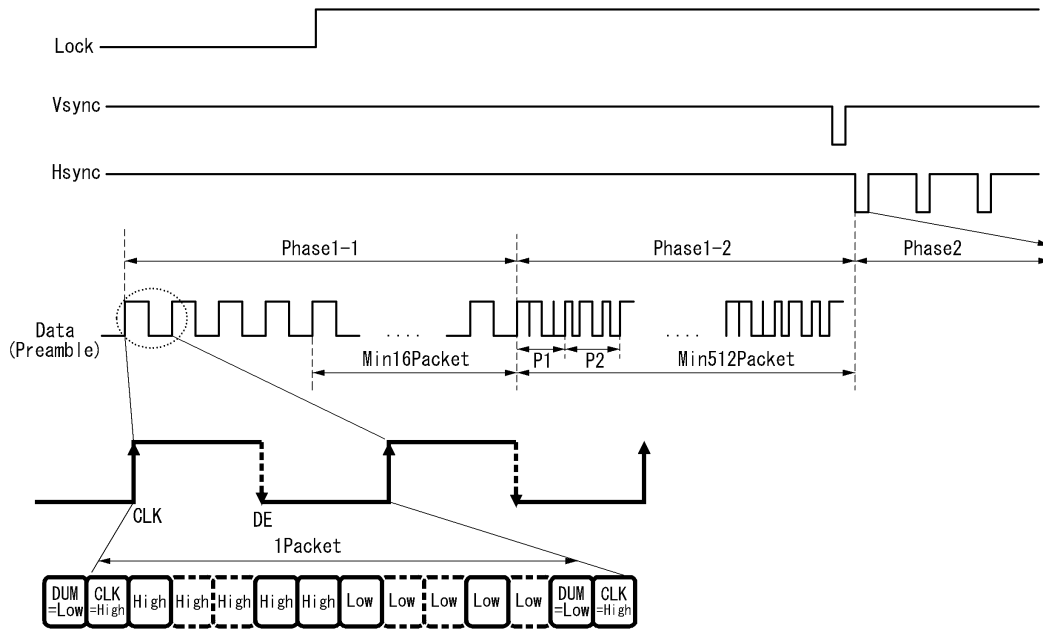 Lock
Vsync
Hsync
Phase1-1
Phase1-2
Phase2
Data
(Preamble)
....
....
Min16Packet
P1
P2
Min512Packet
CLK
DE
1Packet
DUM
=Low
CLK
=High
High
High
High
High
High
Low
Low
Low
Low
Low
DUM
=Low
CLK
=High